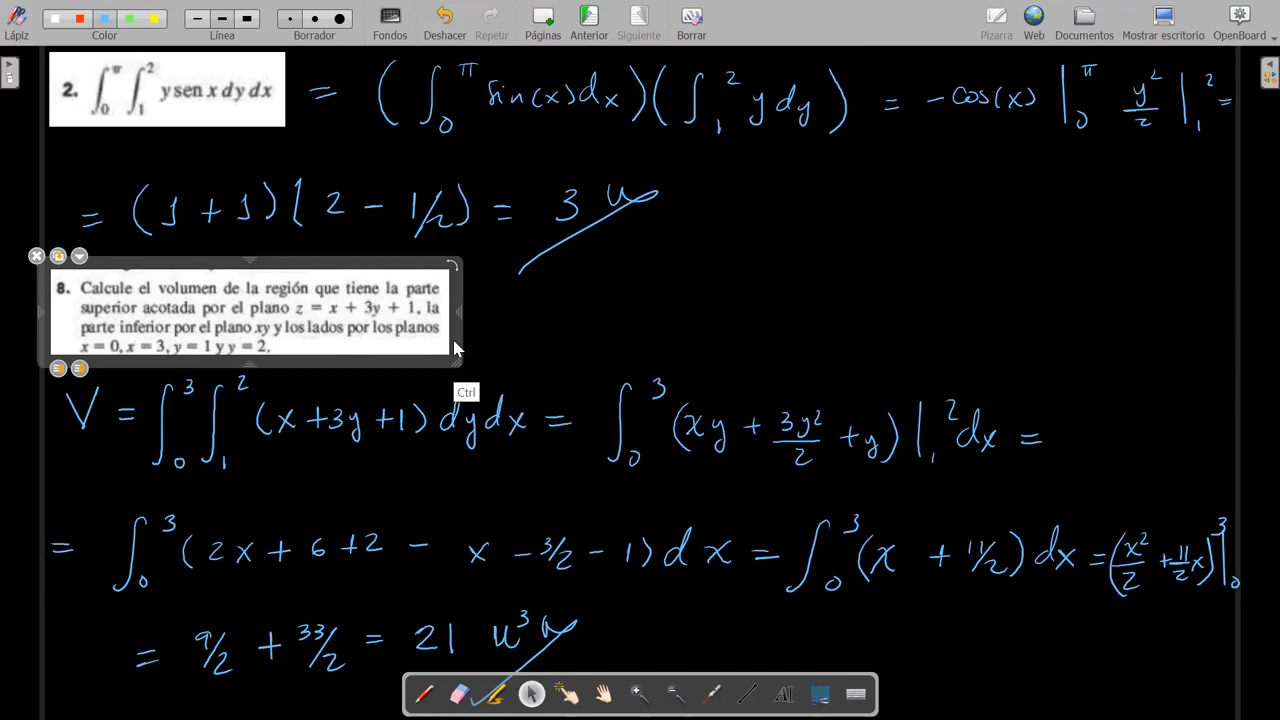 Lápiz Color Línea Borrador Fondos Deshacer Repetir Páginas Anterior Siguiente Borrar Pizarra Web Documentos Mostrar escritorio OpenBoard
2. ∫₀^π ∫₁² y sen x dy dx = (∫₀^π sin(x)dx)(∫₁² y dy) = -cos(x) |₀^π y²/2 |₁² =
= (1 + 1)(2 - 1/2) = 3 u
8. Calcule el volumen de la región que tiene la parte
superior acotada por el plano z = x + 3y + 1, la
parte inferior por el plano xy y los lados por los planos
x = 0, x = 3, y = 1 y y = 2.
Ctrl
V = ∫₀³ ∫₁² (x + 3y + 1) dy dx = ∫₀³ (xy + 3y²/2 + y) |₁² dx =
= ∫₀³ (2x + 6 + 2 - x - 3/2 - 1) dx = ∫₀³ (x + 11/2) dx = (x²/2 + 11/2 x) |₀³
= 9/2 + 33/2 = 21 u³
AI